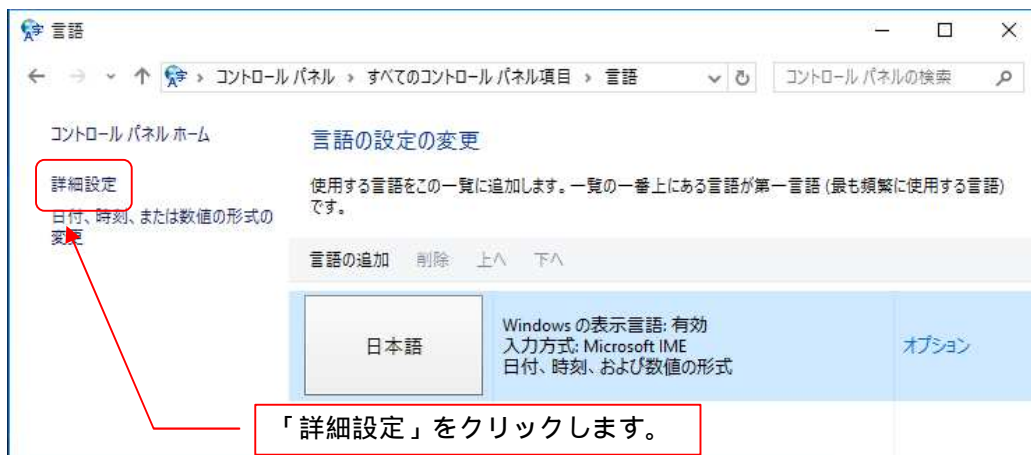 言語
コントロール パネル › すべてのコントロール パネル項目 › 言語
コントロール パネルの検索
コントロール パネル ホーム
詳細設定
日付、時刻、または数値の形式の
変更
言語の設定の変更
使用する言語をこの一覧に追加します。一覧の一番上にある言語が第一言語 (最も頻繁に使用する言語)
です。
言語の追加 削除 上へ 下へ
日本語
Windows の表示言語: 有効
入力方式: Microsoft IME
日付、時刻、および数値の形式
オプション
「詳細設定」をクリックします。